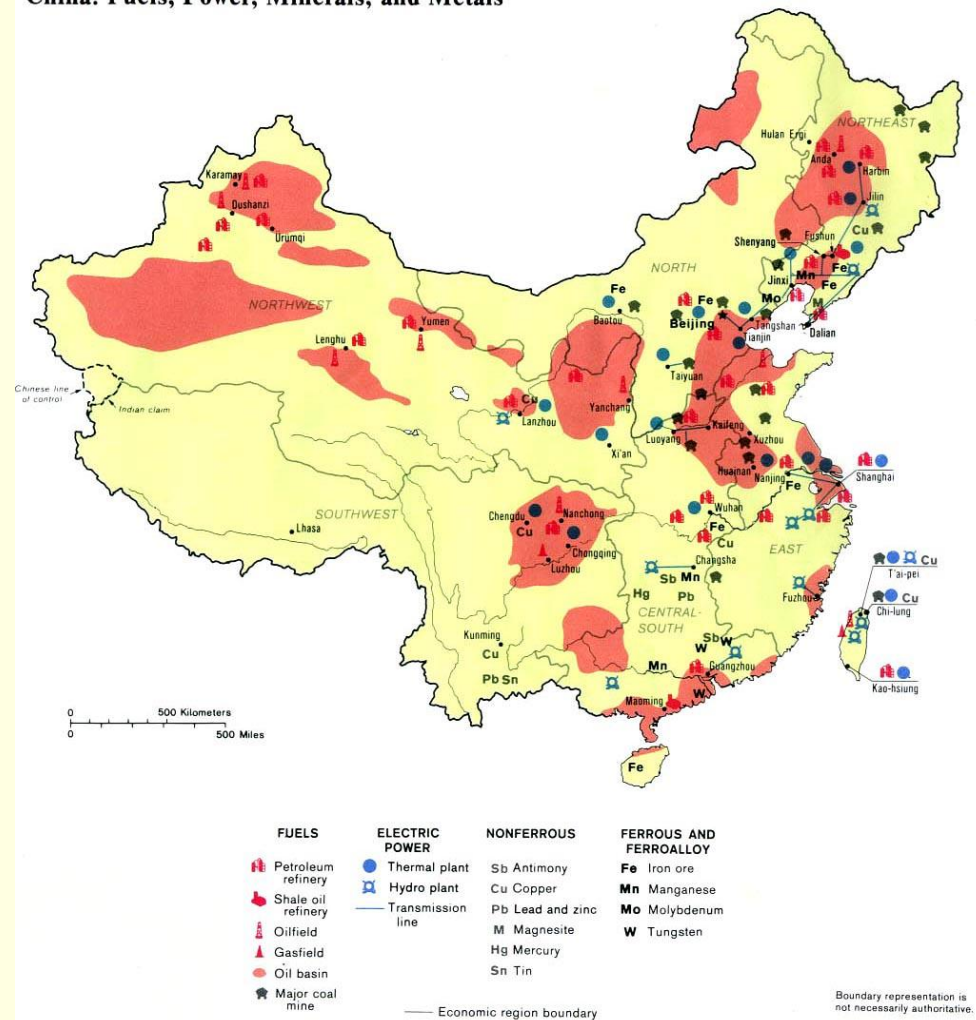 China: Fuels, Power, Minerals, and Metals
NORTHEAST
Hulan Ergi
Anda
Harbin
Jilin
Cu
Fushun
Shenyang
Fe
Mn
Fe
Jinxi
Mo
M
Dalian
Karamay
Dushanzi
Urumqi
NORTH
Fe
Baotou
Fe
Beijing
Tangshan
Tianjin
NORTHWEST
Yumen
Lenghu
Taiyuan
Chinese line
of control
Indian claim
Cu
Lanzhou
Yanchang
Luoyang
Kaifeng
Xuzhou
Xi'an
Huainan
Nanjing
Fe
Shanghai
SOUTHWEST
Lhasa
Chengdu
Cu
Nanchong
Chongqing
Luzhou
Wuhan
Fe
Cu
EAST
Changsha
Sb
Mn
Hg
Pb
CENTRAL-
SOUTH
Fuzhou
Cu
T'ai-pei
Cu
Chi-lung
Kao-hsiung
Kunming
Cu
Pb
Sn
Sb
W
W
Mn
Guangzhou
W
Maoming
Fe
0 500 Kilometers
0 500 Miles
FUELS
Petroleum
refinery
Shale oil
refinery
Oilfield
Gasfield
Oil basin
Major coal
mine
ELECTRIC
POWER
Thermal plant
Hydro plant
Transmission
line
NONFERROUS
Sb Antimony
Cu Copper
Pb Lead and zinc
M Magnesite
Hg Mercury
Sn Tin
FERROUS AND
FERROALLOY
Fe Iron ore
Mn Manganese
Mo Molybdenum
W Tungsten
Economic region boundary
Boundary representation is
not necessarily authoritative.